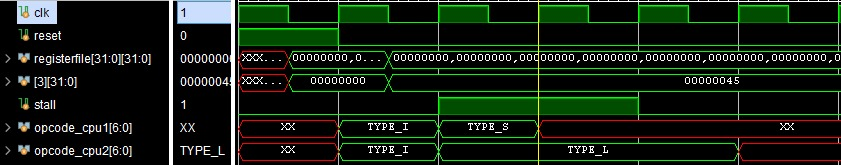 clk 1
reset 0
registerfile[31:0][31:0] 00000000 XXX... 00000000,0... 00000000,00000000,00000000,00000000,00000000,00000000,0
[3][31:0] 00000045 XXX... 00000000 00000045
stall 1
opcode_cpu1[6:0] XX XX TYPE_I TYPE_S XX
opcode_cpu2[6:0] TYPE_L XX TYPE_I TYPE_L